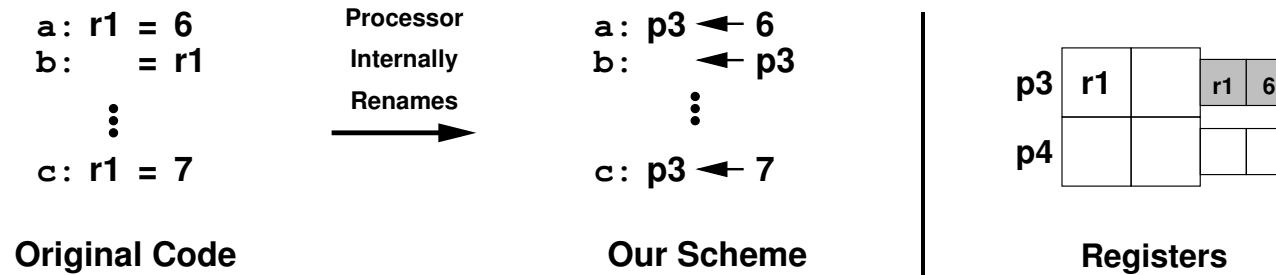 a: r1 = 6
b: = r1
c: r1 = 7
Original Code
Processor
Internally
Renames
a: p3 6
b: p3
c: p3 7
Our Scheme
p3 r1 r1 6
p4
Registers